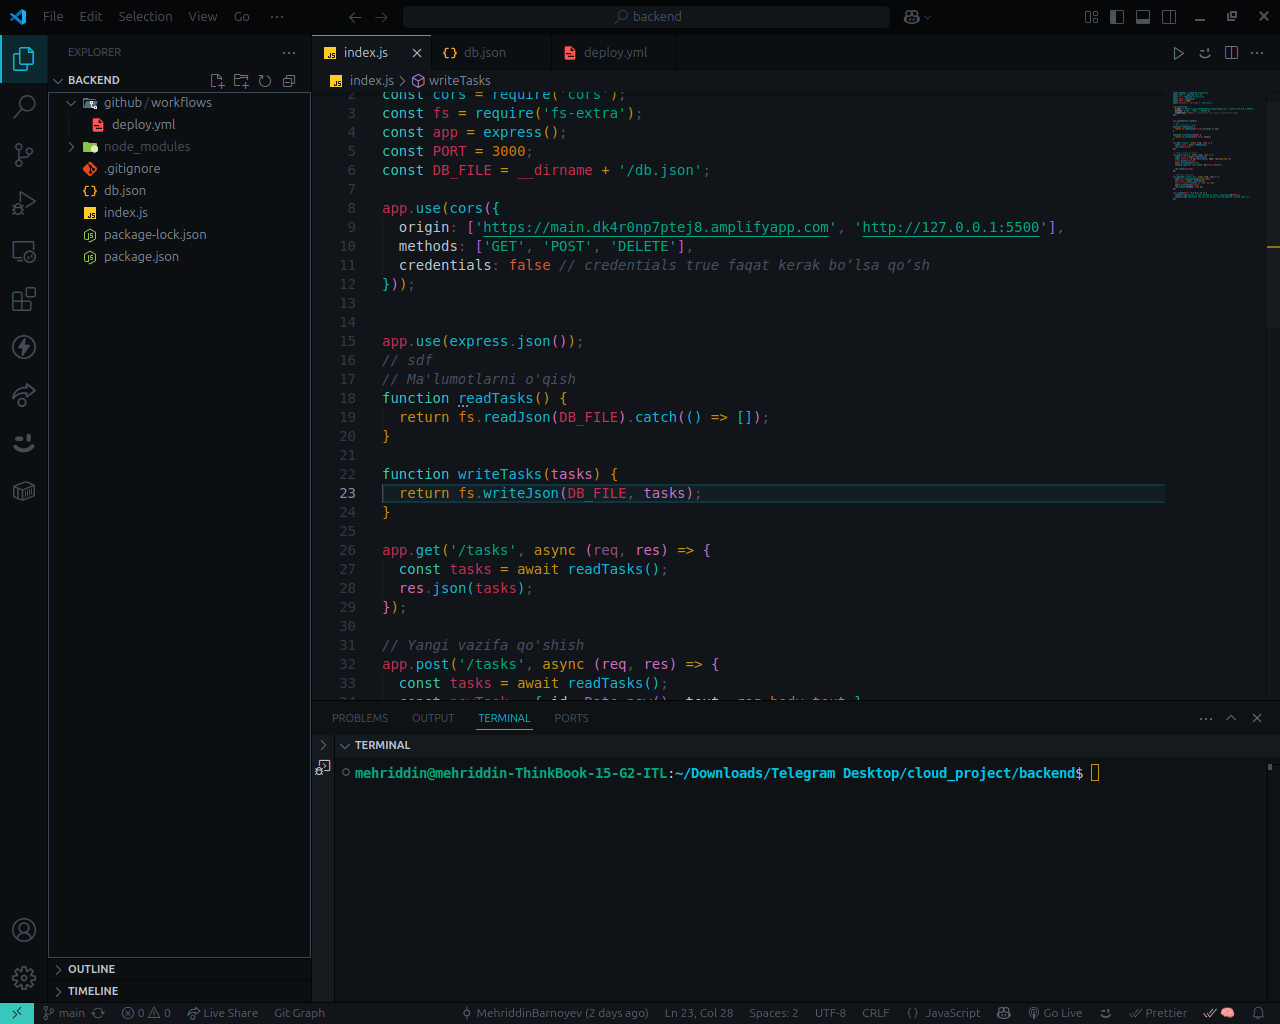 File Edit Selection View Go ···
backend
EXPLORER
BACKEND
github / workflows
deploy.yml
node_modules
.gitignore
db.json
index.js
package-lock.json
package.json
OUTLINE
TIMELINE
index.js
db.json
deploy.yml
index.js > writeTasks
2 const cors = require('cors');
3 const fs = require('fs-extra');
4 const app = express();
5 const PORT = 3000;
6 const DB_FILE = __dirname + '/db.json';
7
8 app.use(cors({
9 origin: ['https://main.dk4r0np7ptej8.amplifyapp.com', 'http://127.0.0.1:5500'],
10 methods: ['GET', 'POST', 'DELETE'],
11 credentials: false // credentials true faqat kerak bo‘lsa qo‘sh
12 }));
13
14
15 app.use(express.json());
16 // sdf
17 // Ma'lumotlarni o'qish
18 function readTasks() {
19 return fs.readJson(DB_FILE).catch(() => []);
20 }
21
22 function writeTasks(tasks) {
23 return fs.writeJson(DB_FILE, tasks);
24 }
25
26 app.get('/tasks', async (req, res) => {
27 const tasks = await readTasks();
28 res.json(tasks);
29 });
30
31 // Yangi vazifa qo'shish
32 app.post('/tasks', async (req, res) => {
33 const tasks = await readTasks();
34 const newTask = { id: Date.now(), text: req.body.text };
PROBLEMS OUTPUT TERMINAL PORTS
TERMINAL
mehriddin@mehriddin-ThinkBook-15-G2-ITL:~/Downloads/Telegram Desktop/cloud_project/backend$
main 0 0 Live Share Git Graph MehriddinBarnoyev (2 days ago) Ln 23, Col 28 Spaces: 2 UTF-8 CRLF {} JavaScript Go Live Prettier